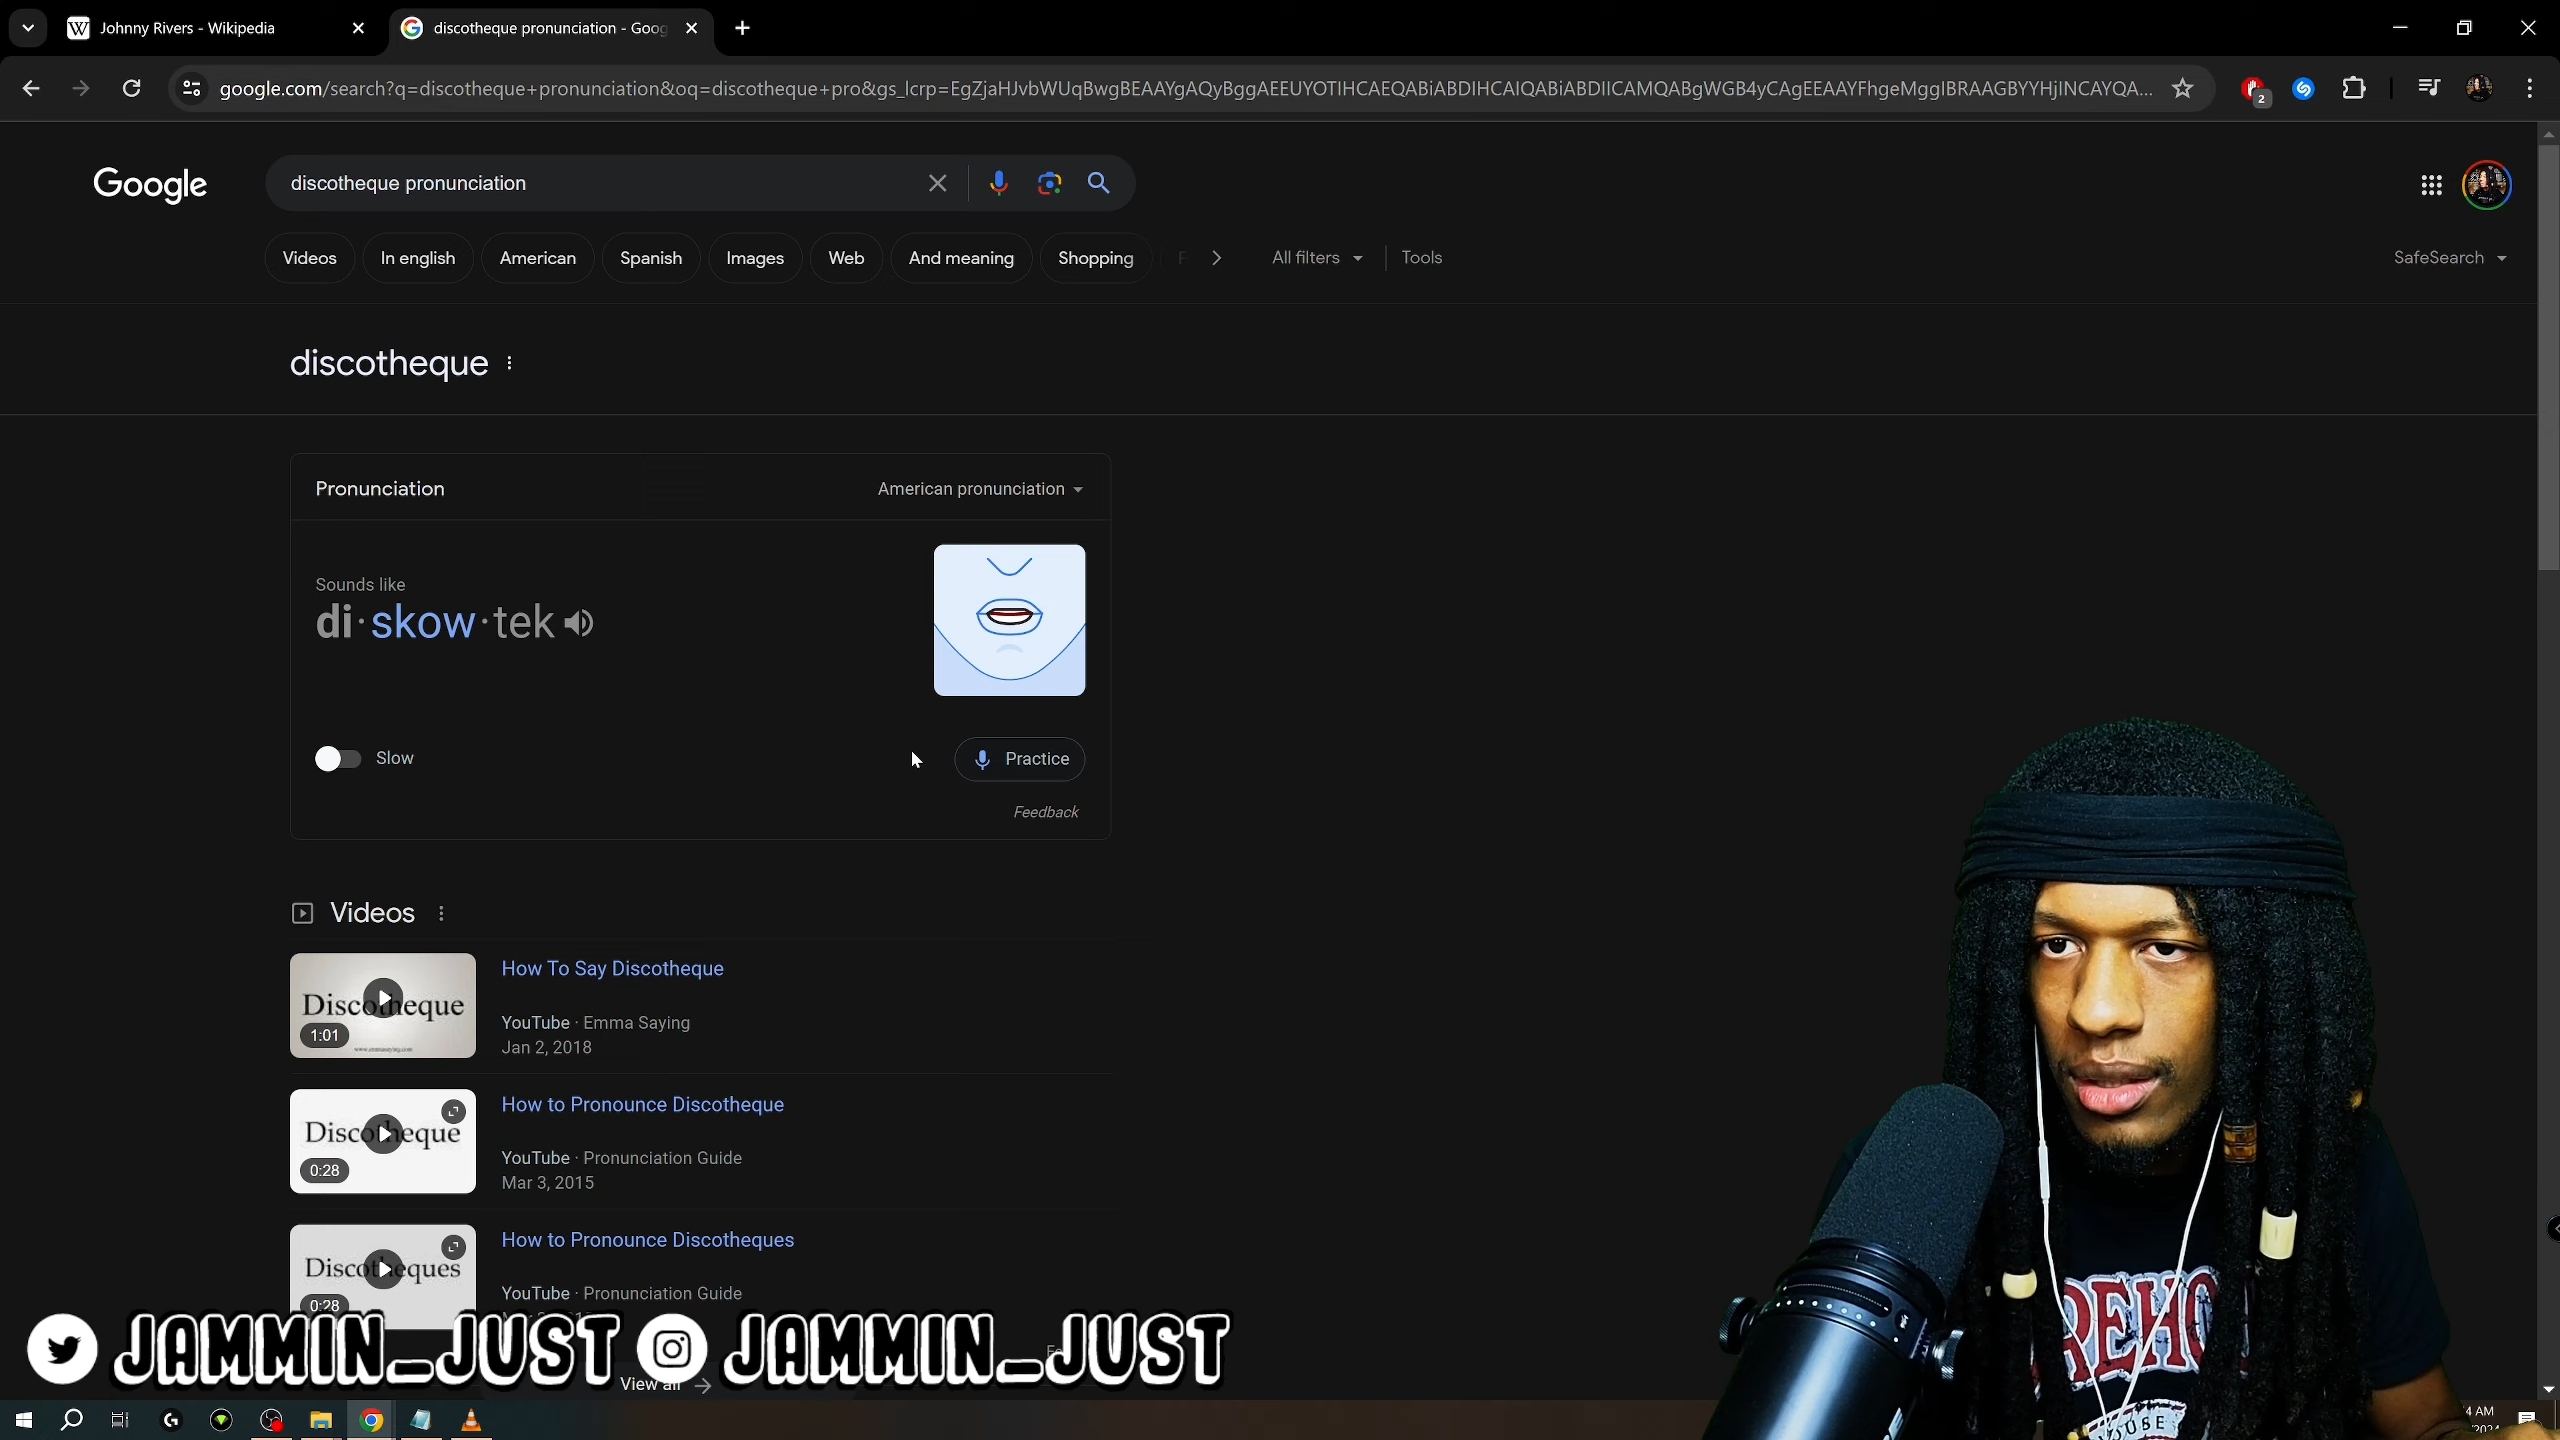 Johnny Rivers - Wikipedia
discotheque pronunciation - Goog
google.com/search?q=discotheque+pronunciation&oq=discotheque+pro&gs_lcrp=EgZjaHJvbWUqBwgBEAAYgAQyBggAEEUYOTIHCAEQABiABDIHCAIQABiABDIICAMQABgWGB4yCAgEEAAYFhgeMggIBRAAGBYYHjINCAYQA...
2
Google
discotheque pronunciation
Videos
In english
American
Spanish
Images
Web
And meaning
Shopping
All filters
Tools
SafeSearch
discotheque
Pronunciation
American pronunciation
Sounds like
di·skow·tek
Slow
Practice
Feedback
Videos
Discotheque
1:01
How To Say Discotheque
YouTube · Emma Saying
Jan 2, 2018
Discotheque
0:28
How to Pronounce Discotheque
YouTube · Pronunciation Guide
Mar 3, 2015
Discotheques
0:28
How to Pronounce Discotheques
YouTube · Pronunciation Guide
JAMMIN_JUST
JAMMIN_JUST
View all
4 AM